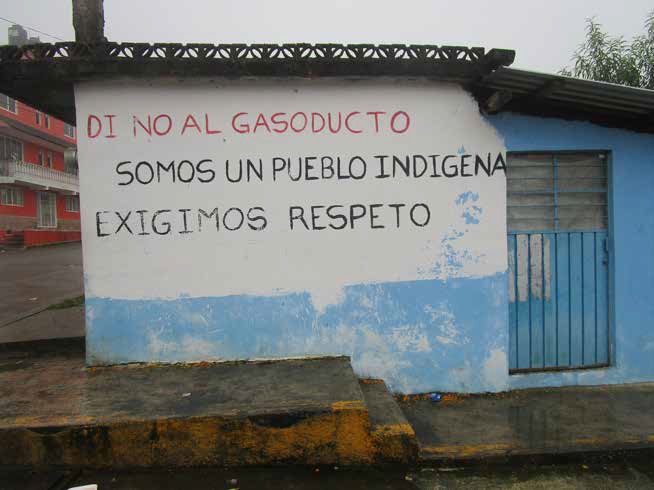 DI NO AL GASODUCTO
SOMOS UN PUEBLO INDIGENA
EXIGIMOS RESPETO